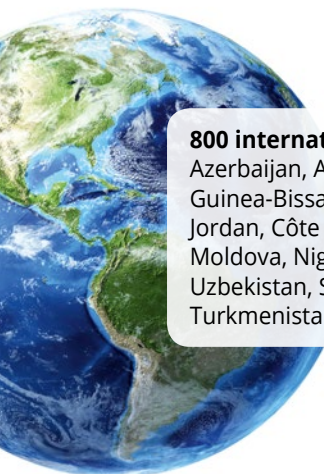 800 internat
Azerbaijan, A
Guinea-Bissa
Jordan, Côte
Moldova, Nig
Uzbekistan, S
Turkmenista